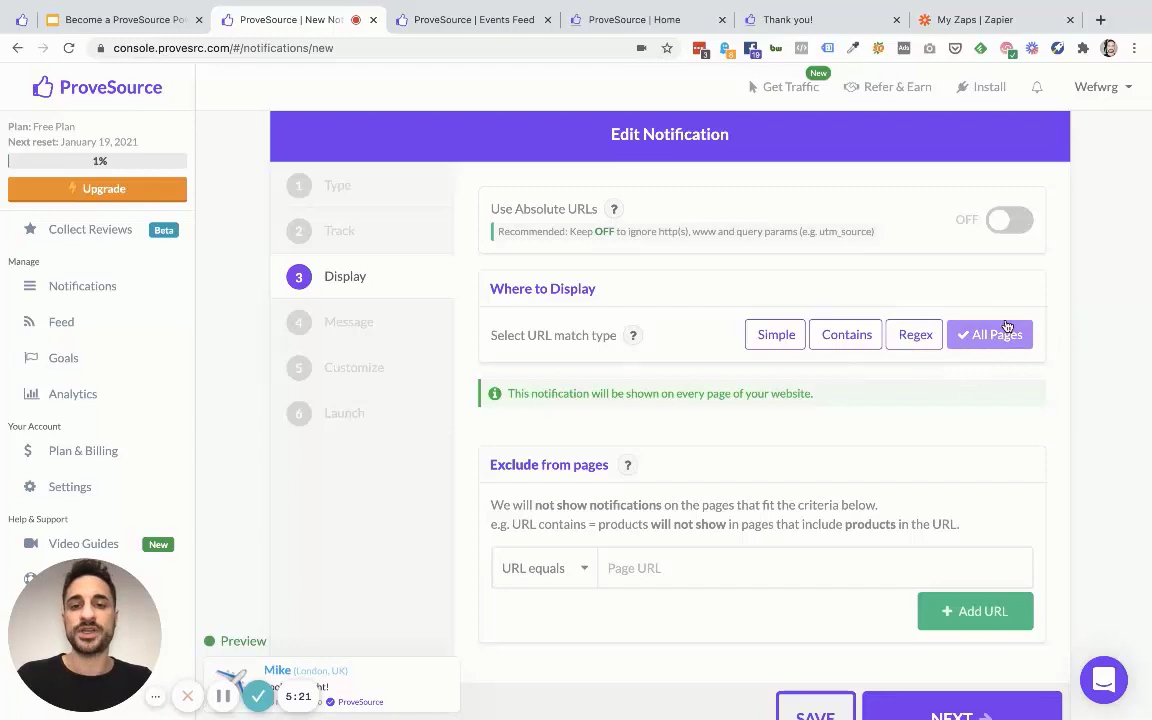 Become a ProveSource Po
ProveSource | New No
ProveSource | Events Feed
ProveSource | Home
Thank you!
My Zaps | Zapier
console.provesrc.com/#/notifications/new
ProveSource
New
Get Traffic
Refer & Earn
Install
Wefwrg
Plan: Free Plan
Next reset: January 19, 2021
1%
Upgrade
Collect Reviews
Beta
Manage
Notifications
Feed
Goals
Analytics
Your Account
Plan & Billing
Settings
Help & Support
Video Guides
New
Edit Notification
1 Type
2 Track
3 Display
4 Message
5 Customize
6 Launch
Use Absolute URLs ?
Recommended: Keep OFF to ignore http(s), www and query params (e.g. utm_source)
OFF
Where to Display
Select URL match type ?
Simple
Contains
Regex
All Pages
This notification will be shown on every page of your website.
Exclude from pages ?
We will not show notifications on the pages that fit the criteria below.
e.g. URL contains = products will not show in pages that include products in the URL.
URL equals
Page URL
+ Add URL
Preview
Mike (London, UK)
ProveSource
5:21
SAVE
NEXT